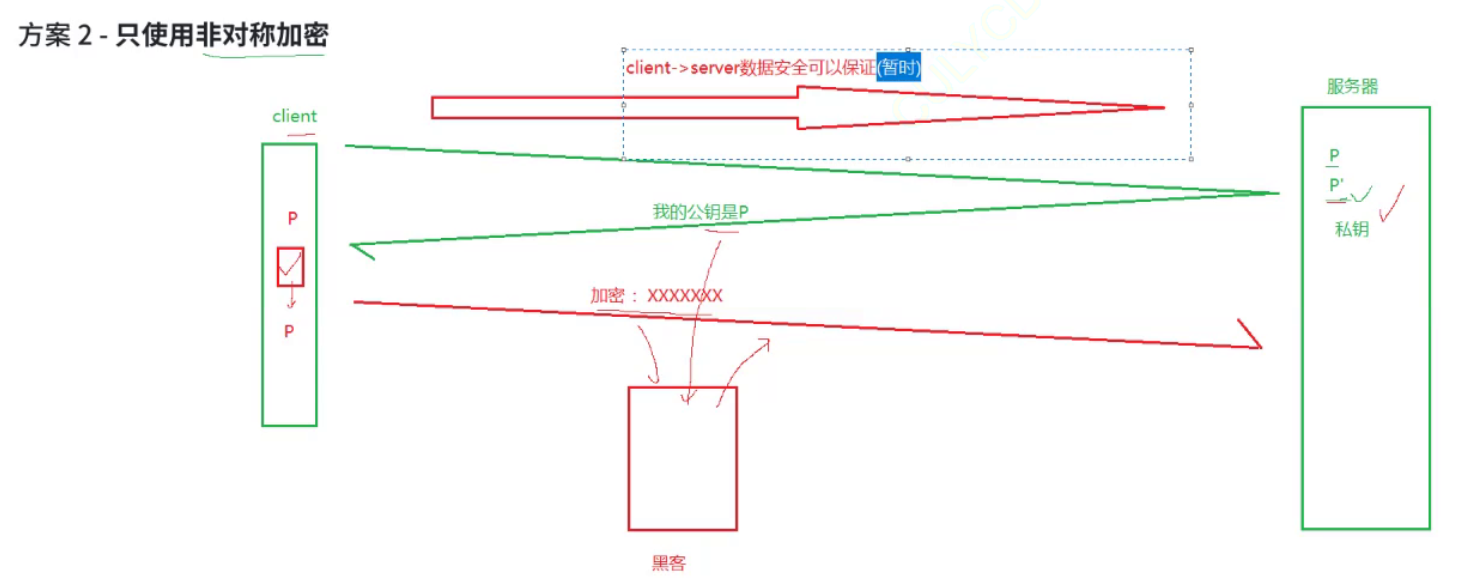 方案 2 - 只使用非对称加密
client->server数据安全可以保证(暂时)
服务器
client
P
P'
私钥
P
我的公钥是P
加密： XXXXXXX
P
黑客